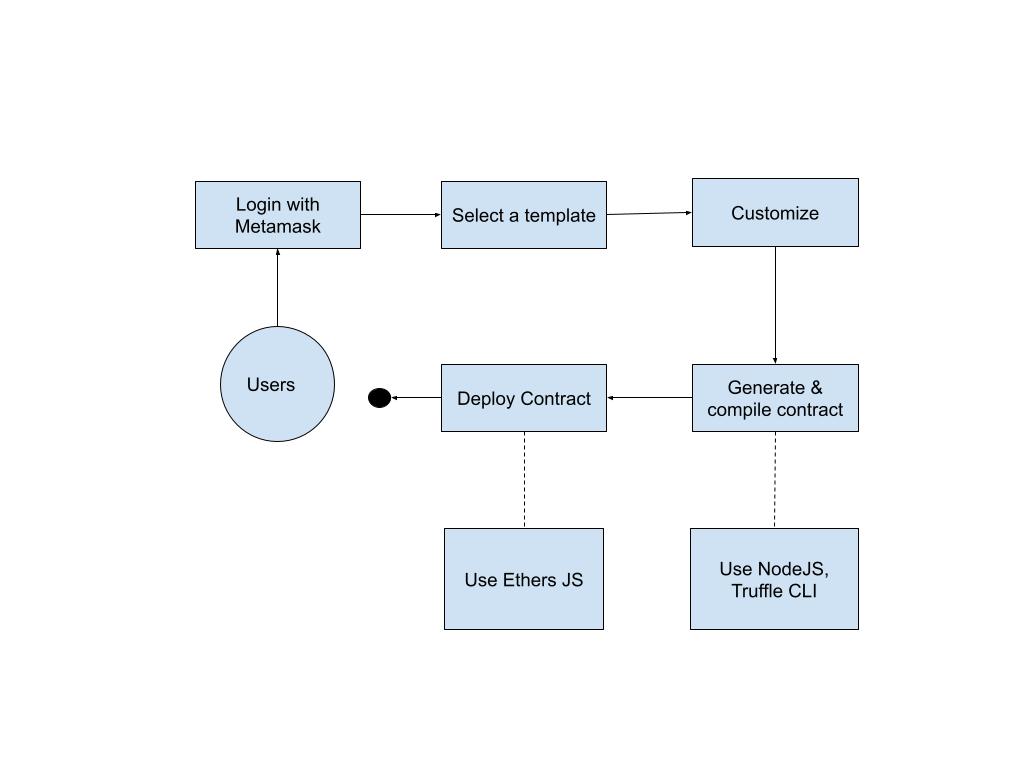 Login with
Metamask
Select a template
Customize
Users
Deploy Contract
Generate &
compile contract
Use Ethers JS
Use NodeJS,
Truffle CLI